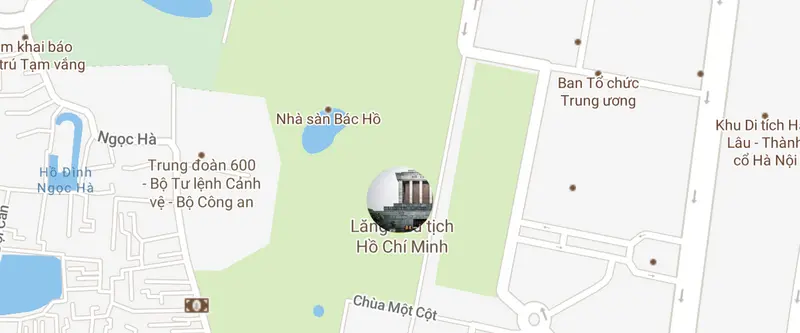 m khai báo
trú Tạm vắng
Ban Tổ chức
Trung ương
Nhà sàn Bác Hồ
Ngọc Hà
Khu Di tích H
Lâu - Thành
cổ Hà Nội
Trung đoàn 600
- Bộ Tư lệnh Cảnh
vệ - Bộ Công an
Hồ Đình
Ngọc Hà
ội Cấn
Lăng tịch
Hồ Chí Minh
Chùa Một Cột